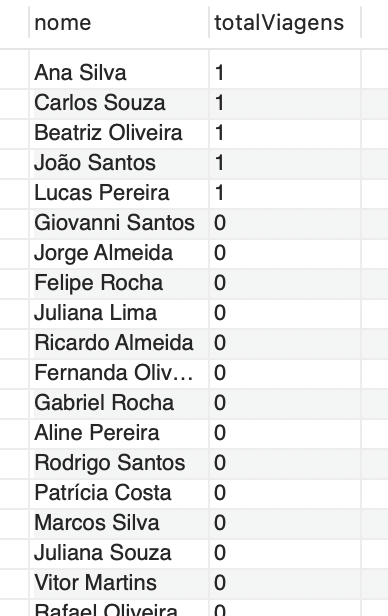 nome totalViagens
Ana Silva 1
Carlos Souza 1
Beatriz Oliveira 1
João Santos 1
Lucas Pereira 1
Giovanni Santos 0
Jorge Almeida 0
Felipe Rocha 0
Juliana Lima 0
Ricardo Almeida 0
Fernanda Oliv... 0
Gabriel Rocha 0
Aline Pereira 0
Rodrigo Santos 0
Patrícia Costa 0
Marcos Silva 0
Juliana Souza 0
Vitor Martins 0
Rafael Oliveira 0